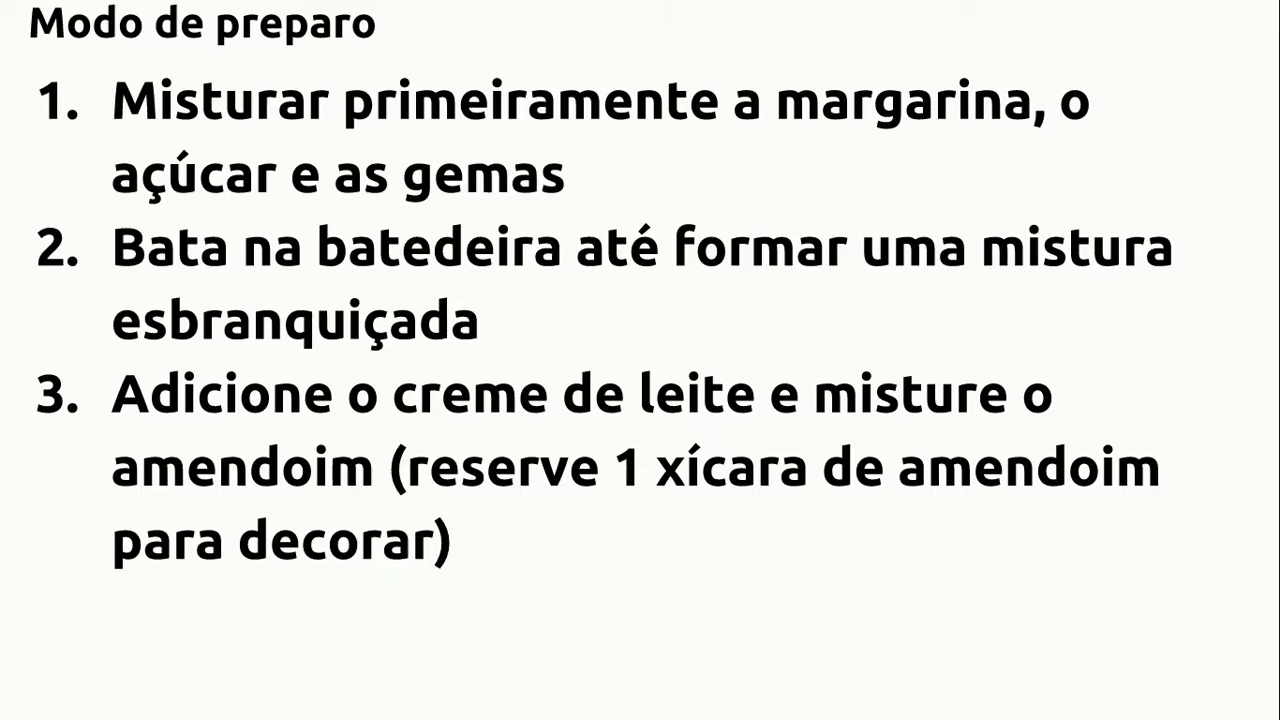 Modo de preparo
1. Misturar primeiramente a margarina, o
açúcar e as gemas
2. Bata na batedeira até formar uma mistura
esbranquiçada
3. Adicione o creme de leite e misture o
amendoim (reserve 1 xícara de amendoim
para decorar)